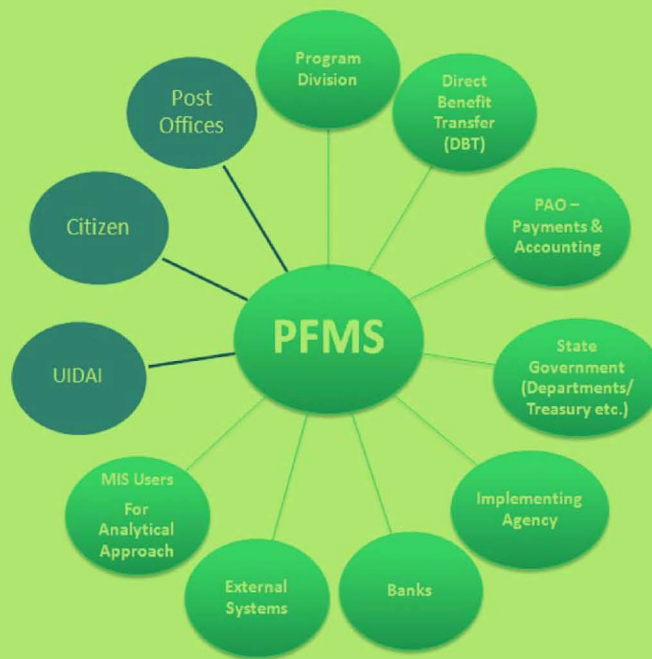 Program
Division
Direct
Benefit
Transfer
(DBT)
PAO –
Payments &
Accounting
State
Government
(Departments/
Treasury etc.)
Implementing
Agency
Banks
External
Systems
MIS Users
For
Analytical
Approach
UIDAI
Citizen
Post
Offices
PFMS